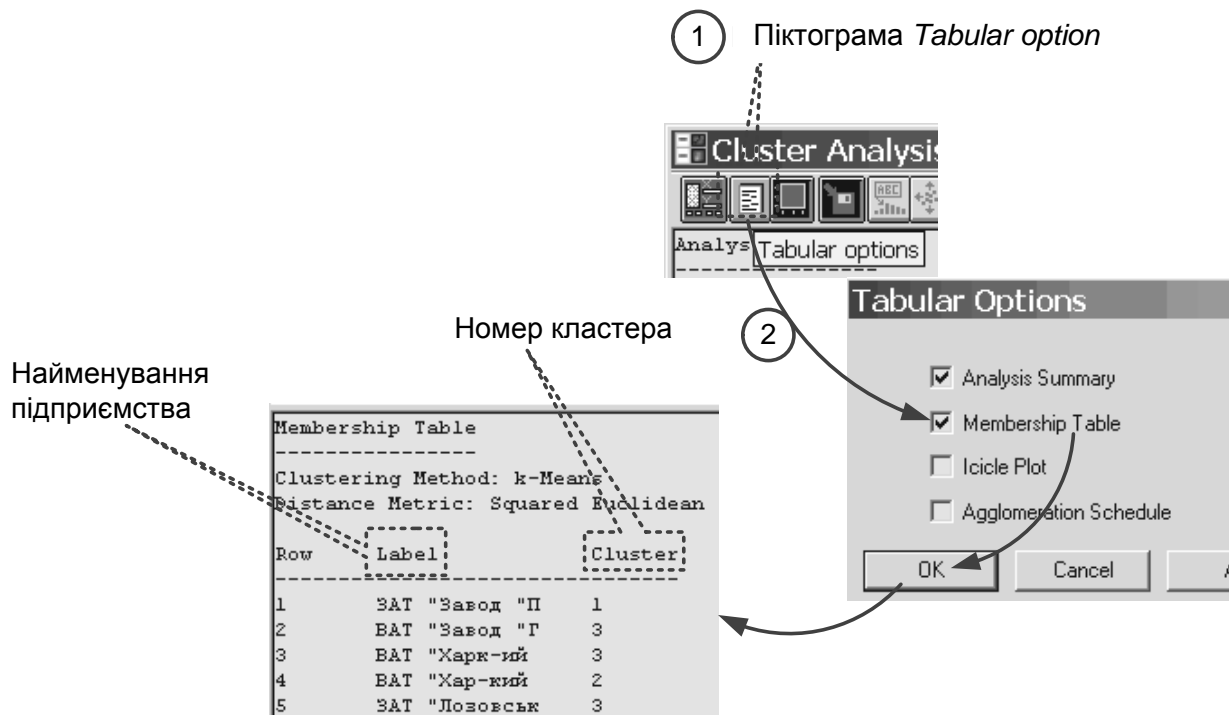 1 Піктограма Tabular option
Cluster Analysis
ABC
Analys
Tabular options
Tabular Options
Analysis Summary
Membership Table
Icicle Plot
Agglomeration Schedule
OK Cancel
2
Номер кластера
Найменування
підприємства
Membership Table
Clustering Method: k-Means
Distance Metric: Squared Euclidean
Row Label Cluster
1 ЗАТ "Завод "П 1
2 ВАТ "Завод "Г 3
3 ВАТ "Харк-ий 3
4 ВАТ "Хар-кий 2
5 ЗАТ "Лозовськ 3